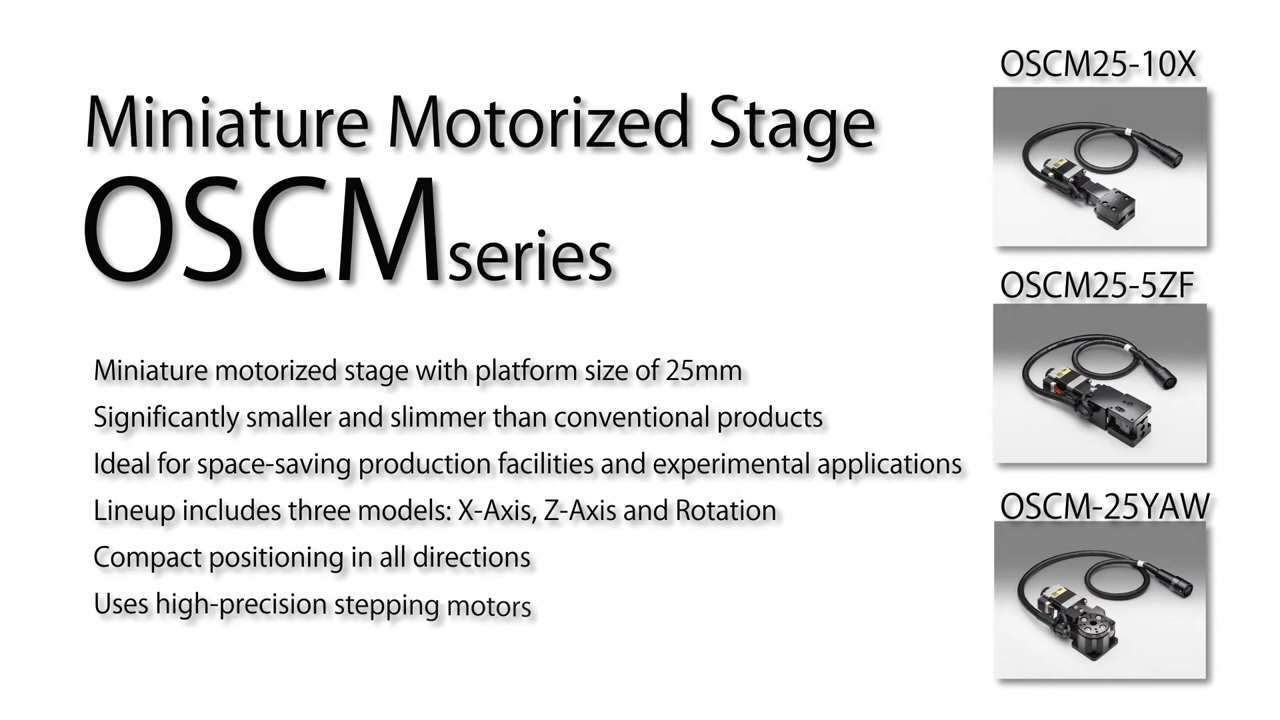 Miniature Motorized Stage
OSCM series
Miniature motorized stage with platform size of 25mm
Significantly smaller and slimmer than conventional products
Ideal for space-saving production facilities and experimental applications
Lineup includes three models: X-Axis, Z-Axis and Rotation
Compact positioning in all directions
Uses high-precision stepping motors
OSCM25-10X
OSCM25-5ZF
OSCM-25YAW